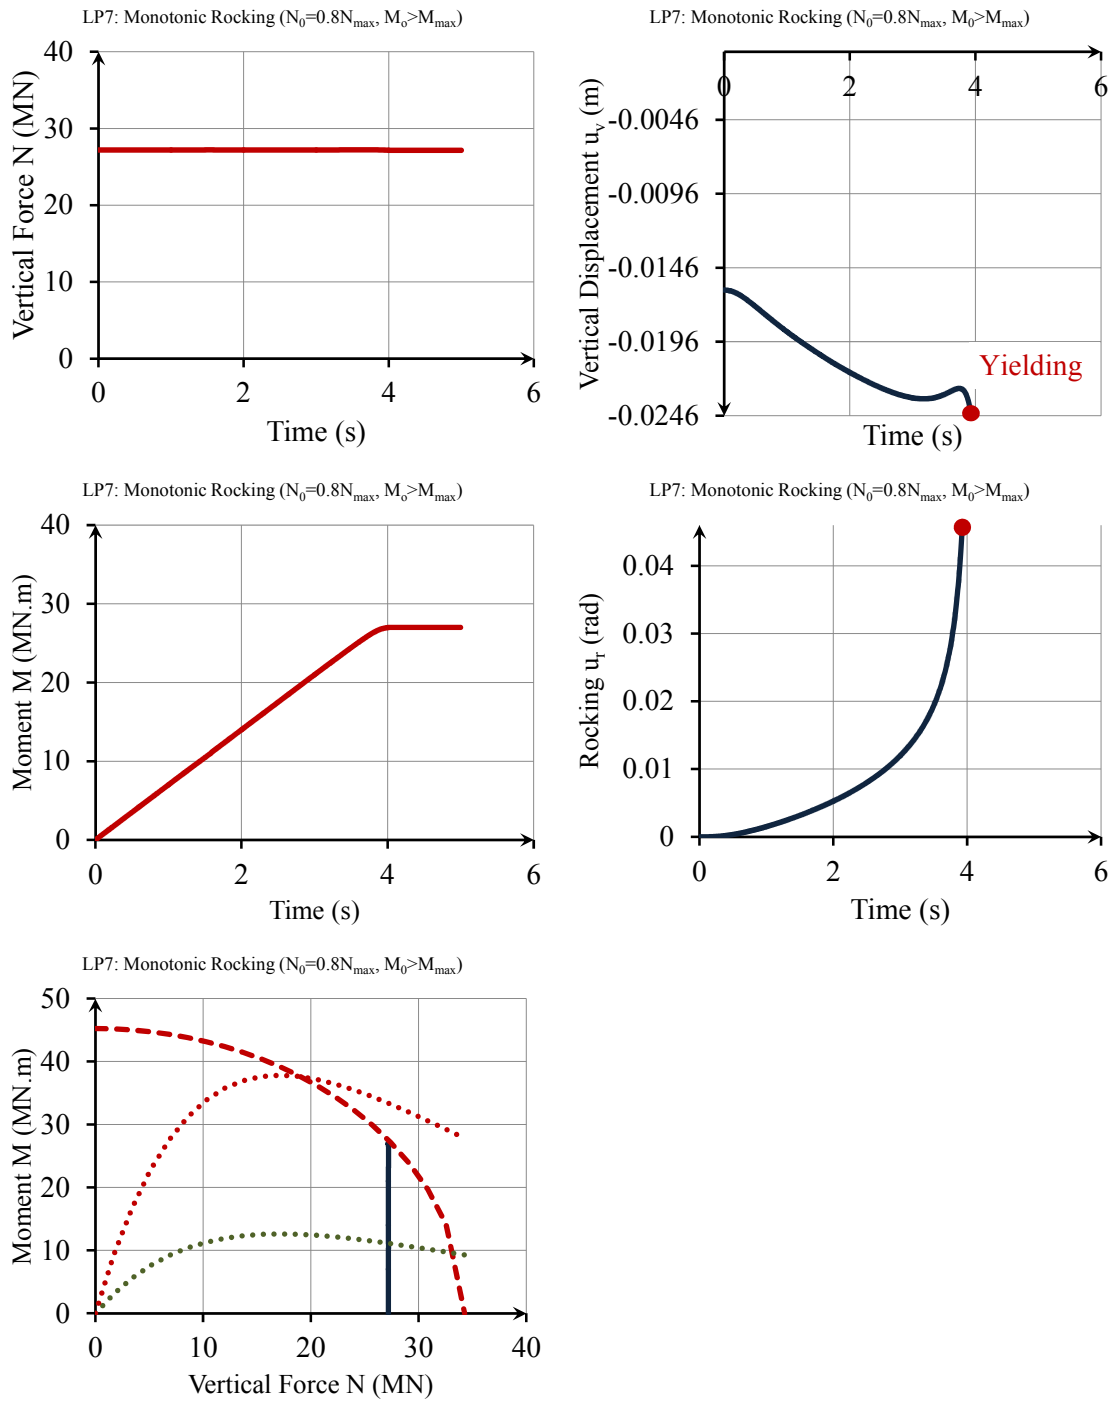 LP7: Monotonic Rocking (N₀=0.8Nₘₐₓ, Mₒ>Mₘₐₓ)
Vertical Force N (MN)
40
30
20
10
0
0 2 4 6
Time (s)
LP7: Monotonic Rocking (N₀=0.8Nₘₐₓ, M₀>Mₘₐₓ)
Vertical Displacement uᵥ (m)
0 2 4 6
-0.0046
-0.0096
-0.0146
-0.0196
-0.0246
Yielding
Time (s)
LP7: Monotonic Rocking (N₀=0.8Nₘₐₓ, Mₒ>Mₘₐₓ)
Moment M (MN.m)
40
30
20
10
0
0 2 4 6
Time (s)
LP7: Monotonic Rocking (N₀=0.8Nₘₐₓ, M₀>Mₘₐₓ)
Rocking uᵣ (rad)
0.04
0.03
0.02
0.01
0
0 2 4 6
Time (s)
LP7: Monotonic Rocking (N₀=0.8Nₘₐₓ, M₀>Mₘₐₓ)
Moment M (MN.m)
50
40
30
20
10
0
0 10 20 30 40
Vertical Force N (MN)